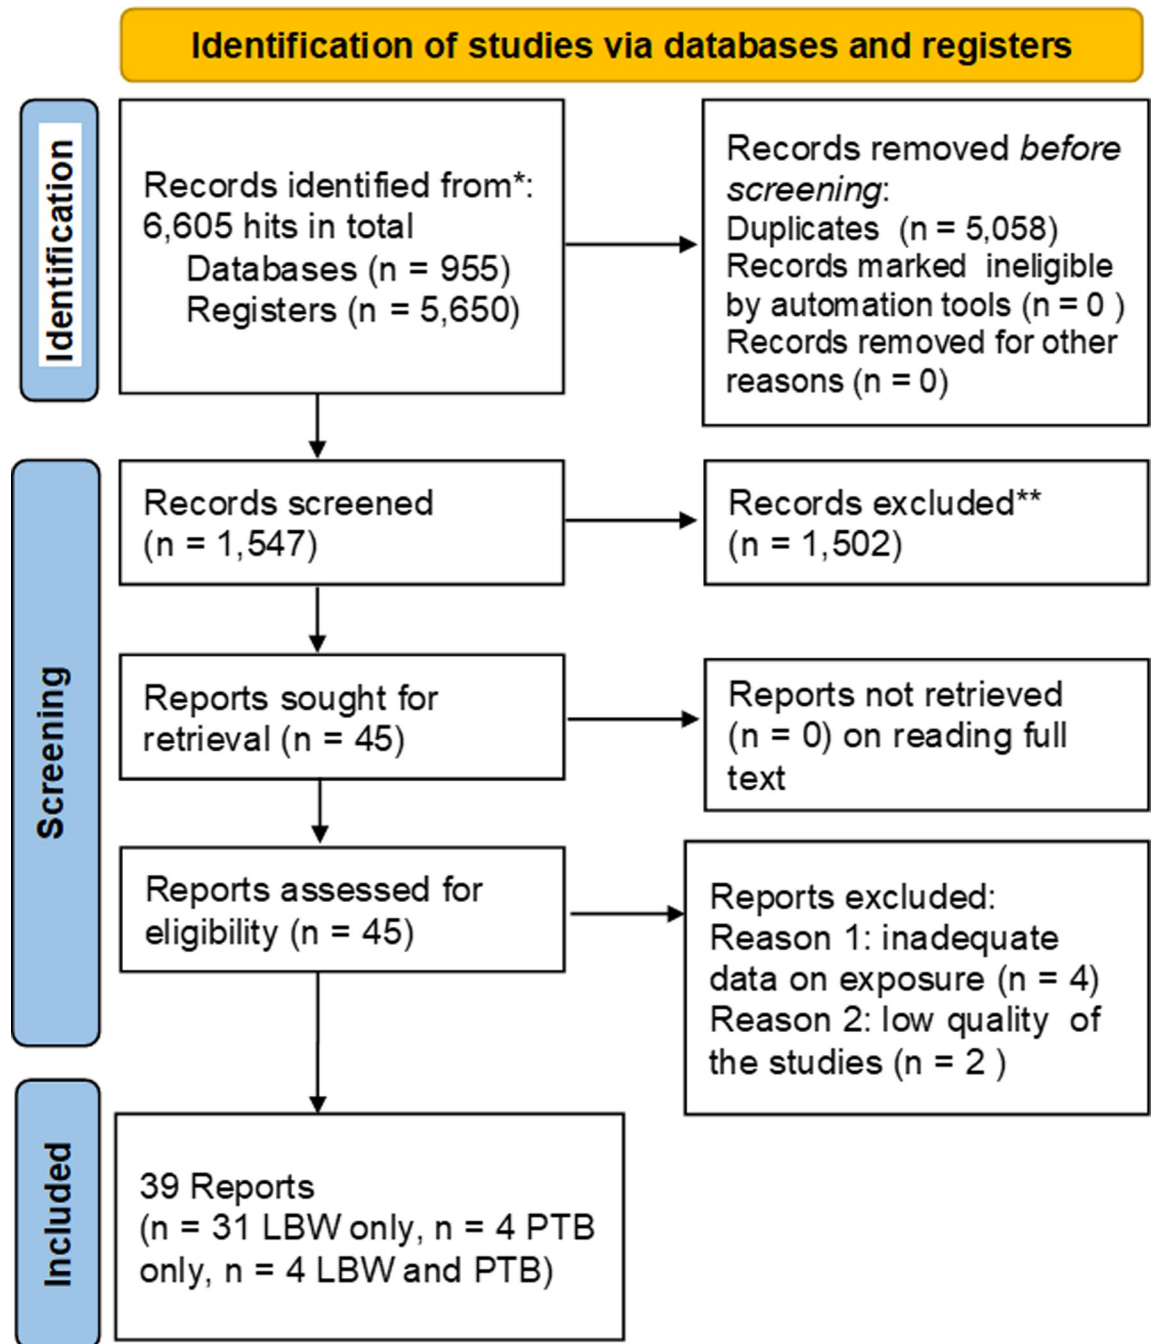 Identification of studies via databases and registers
Identification
Records identified from*:
6,605 hits in total
Databases (n = 955)
Registers (n = 5,650)
Records removed before
screening:
Duplicates (n = 5,058)
Records marked ineligible
by automation tools (n = 0 )
Records removed for other
reasons (n = 0)
Screening
Records screened
(n = 1,547)
Records excluded**
(n = 1,502)
Reports sought for
retrieval (n = 45)
Reports not retrieved
(n = 0) on reading full
text
Reports assessed for
eligibility (n = 45)
Reports excluded:
Reason 1: inadequate
data on exposure (n = 4)
Reason 2: low quality of
the studies (n = 2 )
Included
39 Reports
(n = 31 LBW only, n = 4 PTB
only, n = 4 LBW and PTB)